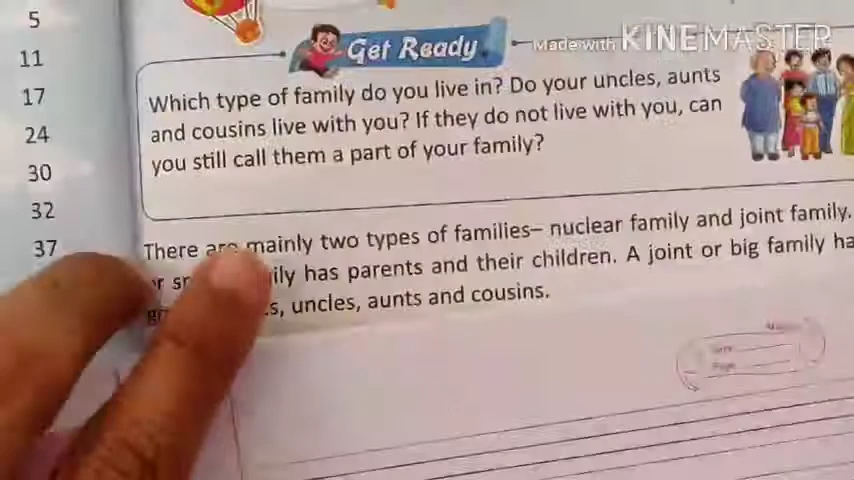 5
11
17
24
30
32
37
Get Ready
Made with KINEMASTER
Which type of family do you live in? Do your uncles, aunts
and cousins live with you? If they do not live with you, can
you still call them a part of your family?
There are mainly two types of families– nuclear family and joint family.
has parents and their children. A joint or big family ha
uncles, aunts and cousins.